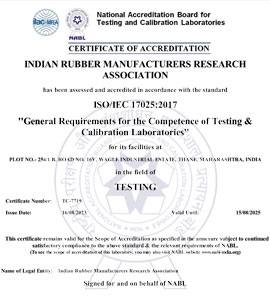 ilac-MRA
NABL
National Accreditation Board for
Testing and Calibration Laboratories
CERTIFICATE OF ACCREDITATION
INDIAN RUBBER MANUFACTURERS RESEARCH
ASSOCIATION
has been assessed and accredited in accordance with the standard
ISO/IEC 17025:2017
"General Requirements for the Competence of Testing &
Calibration Laboratories"
for its facilities at
PLOT NO.- 254/1 B, ROAD NO. 16V, WAGLE INDUSTRIAL ESTATE, THANE, MAHARASHTRA, INDIA
in the field of
TESTING
Certificate Number: TC-7719
Issue Date: 16/08/2023 Valid Until: 15/08/2025
This certificate remains valid for the Scope of Accreditation as specified in the annexure subject to continued
satisfactory compliance to the above standard & the relevant requirements of NABL.
(To see the scope of accreditation of this laboratory, you may also visit NABL website www.nabl-india.org)
Name of Legal Entity: Indian Rubber Manufacturers Research Association
Signed for and on behalf of NABL